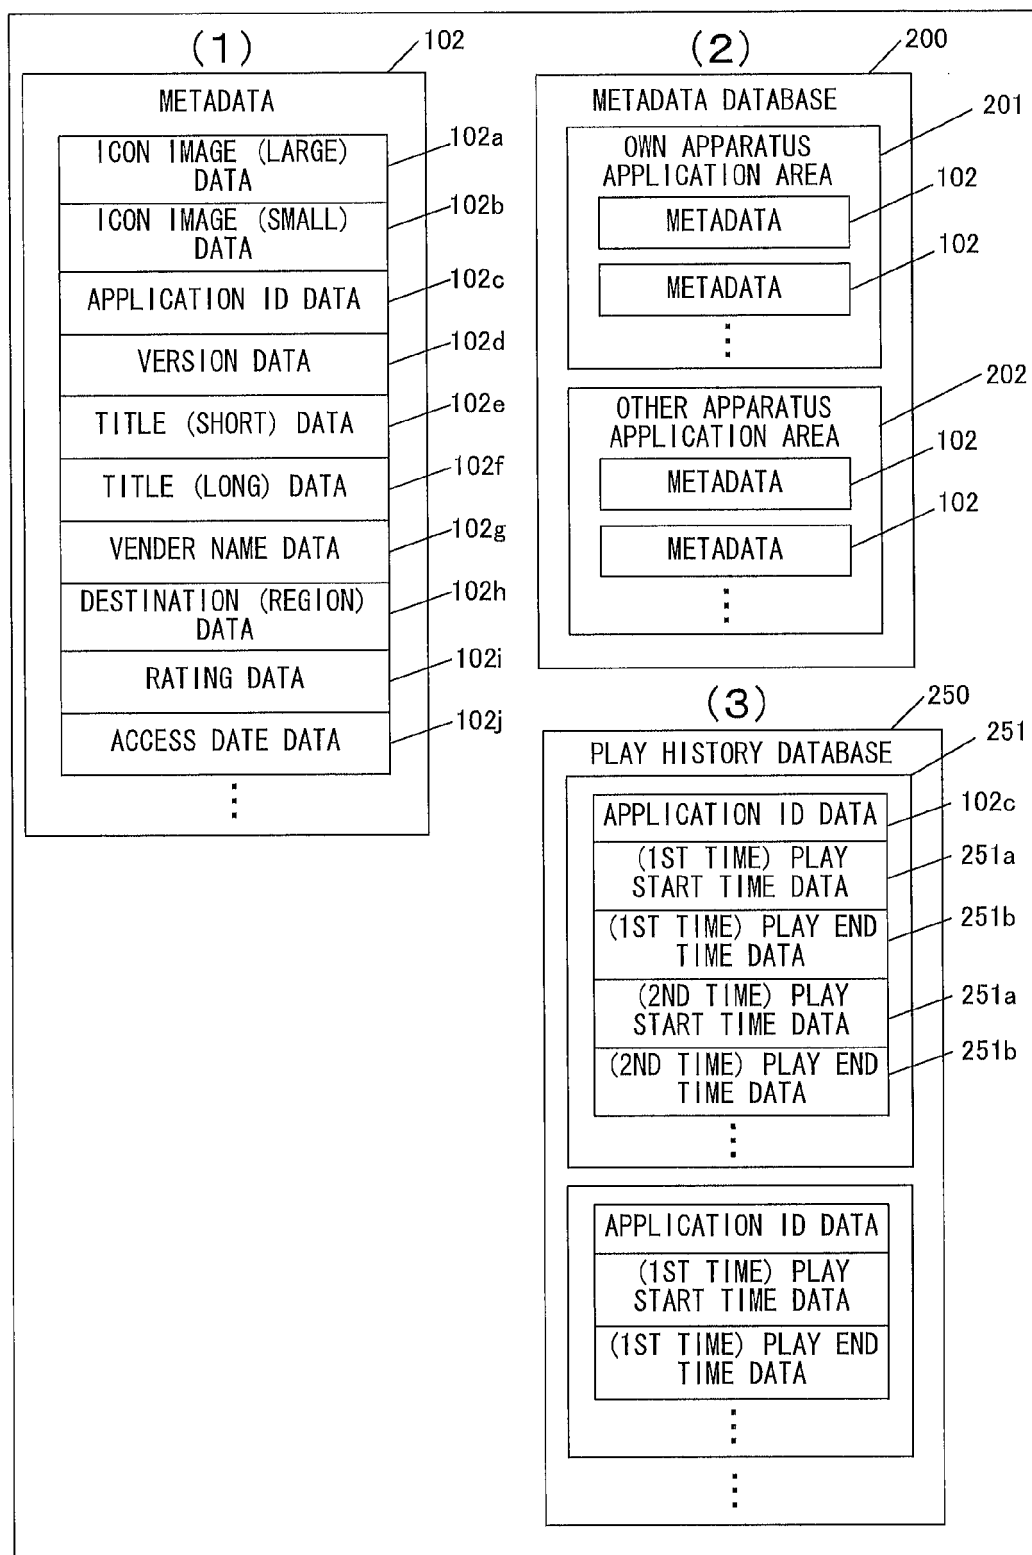 (1)
102
METADATA
ICON IMAGE (LARGE)
DATA
102a
ICON IMAGE (SMALL)
DATA
102b
APPLICATION ID DATA
102c
VERSION DATA
102d
TITLE (SHORT) DATA
102e
TITLE (LONG) DATA
102f
VENDER NAME DATA
102g
DESTINATION (REGION)
DATA
102h
RATING DATA
102i
ACCESS DATE DATA
102j
(2)
200
METADATA DATABASE
201
OWN APPARATUS
APPLICATION AREA
102
METADATA
102
METADATA
202
OTHER APPARATUS
APPLICATION AREA
102
METADATA
102
METADATA
(3)
250
PLAY HISTORY DATABASE
251
APPLICATION ID DATA
102c
(1ST TIME) PLAY
START TIME DATA
251a
(1ST TIME) PLAY END
TIME DATA
251b
(2ND TIME) PLAY
START TIME DATA
251a
(2ND TIME) PLAY END
TIME DATA
251b
APPLICATION ID DATA
(1ST TIME) PLAY
START TIME DATA
(1ST TIME) PLAY END
TIME DATA